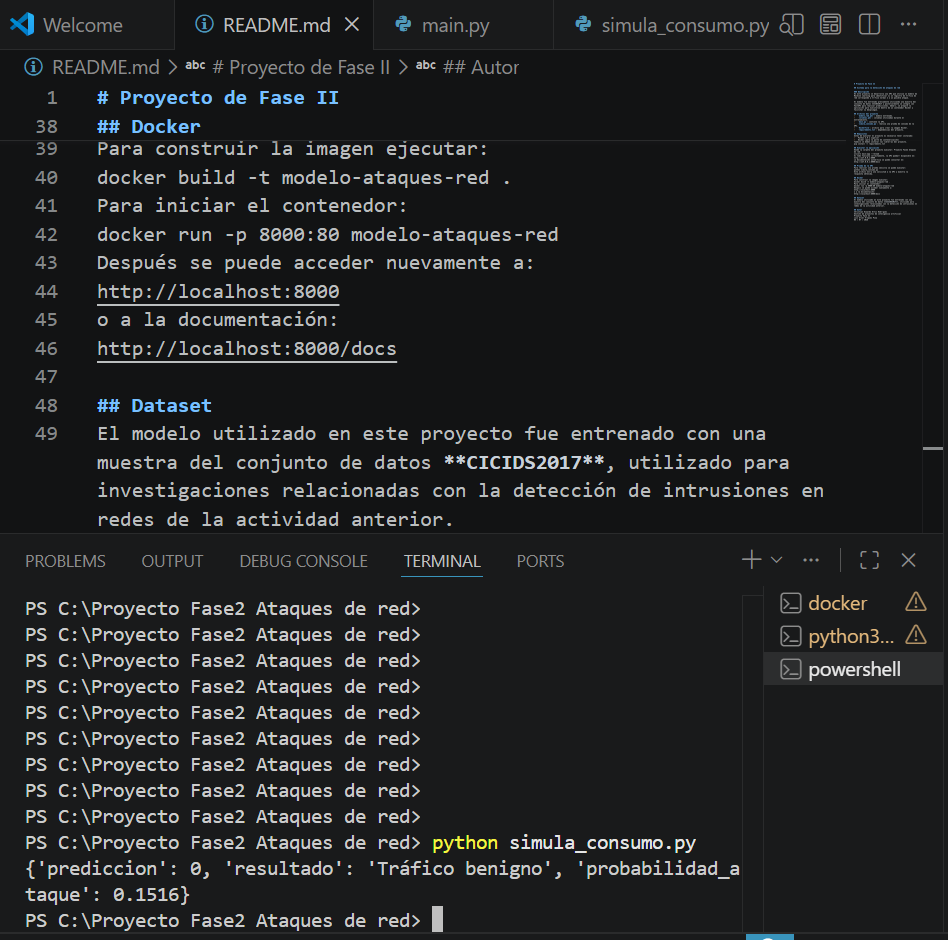 Welcome
README.md
main.py
simula_consumo.py
README.md > abc # Proyecto de Fase II > abc ## Autor
1 # Proyecto de Fase II
38 ## Docker
39 Para construir la imagen ejecutar:
40 docker build -t modelo-ataques-red .
41 Para iniciar el contenedor:
42 docker run -p 8000:80 modelo-ataques-red
43 Después se puede acceder nuevamente a:
44 http://localhost:8000
45 o a la documentación:
46 http://localhost:8000/docs
47
48 ## Dataset
49 El modelo utilizado en este proyecto fue entrenado con una
muestra del conjunto de datos **CICIDS2017**, utilizado para
investigaciones relacionadas con la detección de intrusiones en
redes de la actividad anterior.
PROBLEMS OUTPUT DEBUG CONSOLE TERMINAL PORTS
PS C:\Proyecto Fase2 Ataques de red>
PS C:\Proyecto Fase2 Ataques de red>
PS C:\Proyecto Fase2 Ataques de red>
PS C:\Proyecto Fase2 Ataques de red>
PS C:\Proyecto Fase2 Ataques de red>
PS C:\Proyecto Fase2 Ataques de red>
PS C:\Proyecto Fase2 Ataques de red>
PS C:\Proyecto Fase2 Ataques de red>
PS C:\Proyecto Fase2 Ataques de red>
PS C:\Proyecto Fase2 Ataques de red> python simula_consumo.py
{'prediccion': 0, 'resultado': 'Tráfico benigno', 'probabilidad_a
taque': 0.1516}
PS C:\Proyecto Fase2 Ataques de red>
docker
python3...
powershell